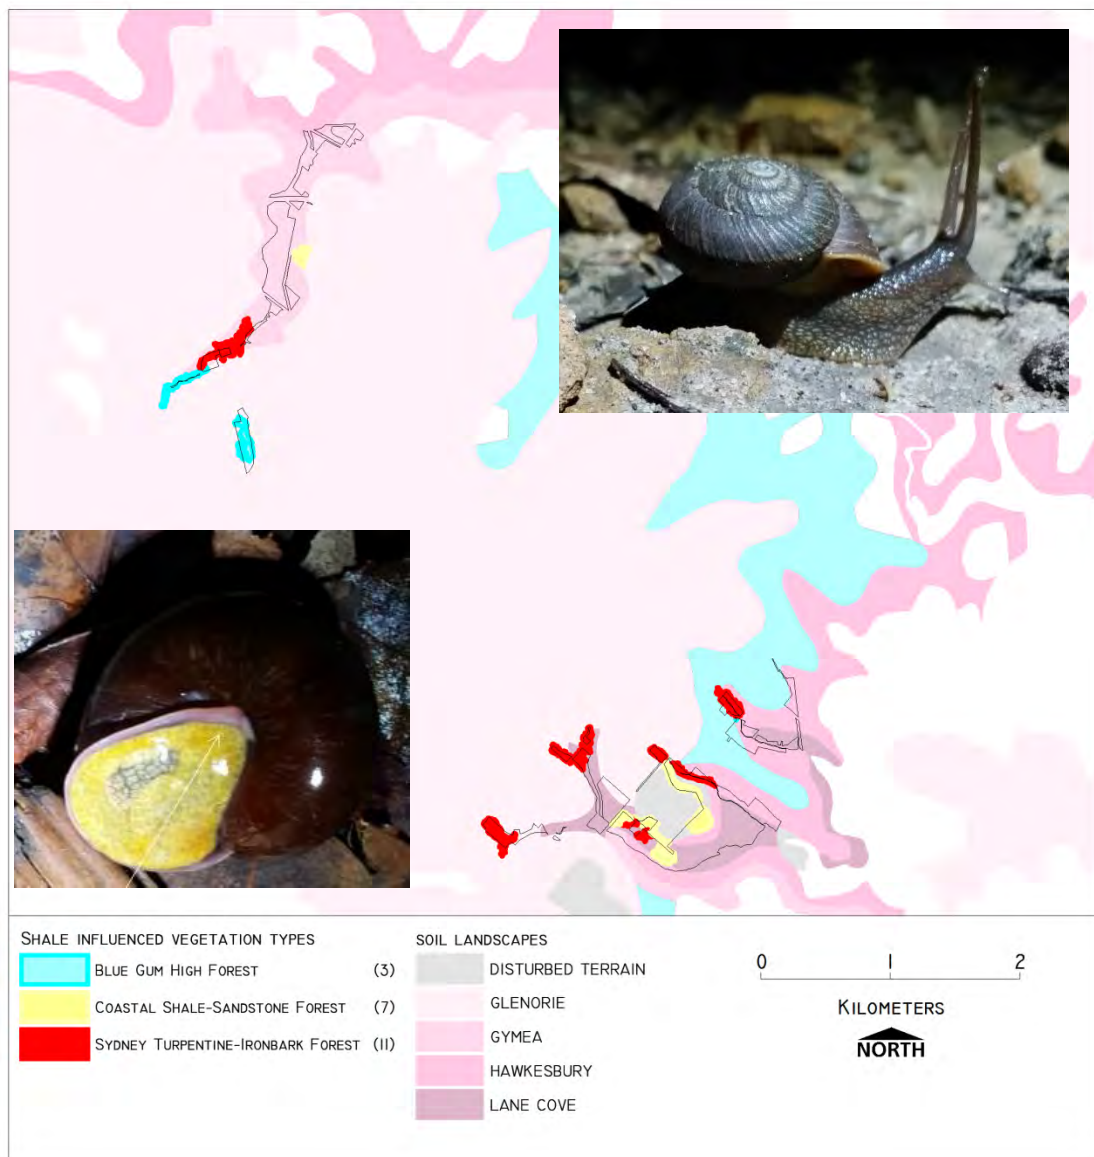 SHALE INFLUENCED VEGETATION TYPES
BLUE GUM HIGH FOREST (3)
COASTAL SHALE-SANDSTONE FOREST (7)
SYDNEY TURPENTINE-IRONBARK FOREST (11)
SOIL LANDSCAPES
DISTURBED TERRAIN
GLENORIE
GYMEA
HAWKESBURY
LANE COVE
0 1 2
KILOMETERS
NORTH